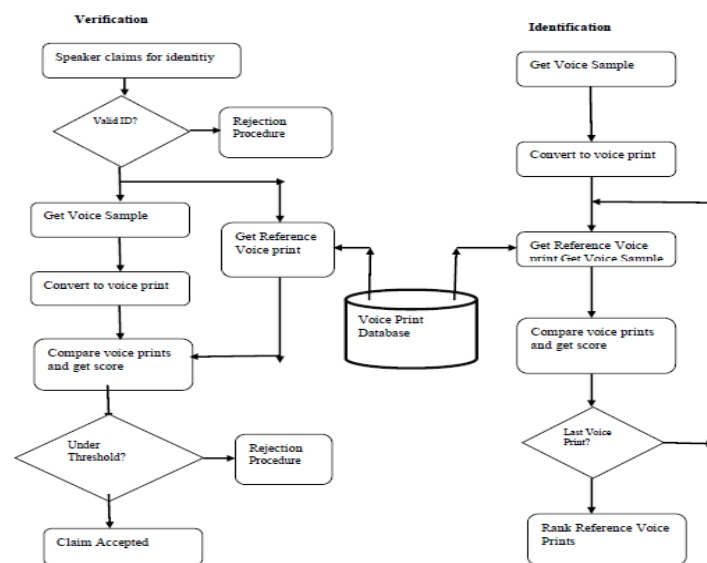 Verification
Speaker claims for identitiy
Valid ID?
Rejection
Procedure
Get Voice Sample
Get Reference
Voice print
Convert to voice print
Compare voice prints
and get score
Under
Threshold?
Rejection
Procedure
Claim Accepted
Voice Print
Database
Identification
Get Voice Sample
Convert to voice print
Get Reference Voice
print Get Voice Sample
Compare voice prints
and get score
Last Voice
Print?
Rank Reference Voice
Prints